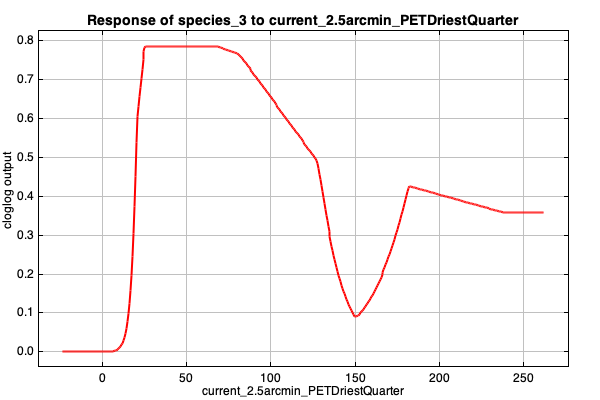 Response of species_3 to current_2.5arcmin_PETDriestQuarter
cloglog output
0.8
0.7
0.6
0.5
0.4
0.3
0.2
0.1
0.0
0 50 100 150 200 250
current_2.5arcmin_PETDriestQuarter